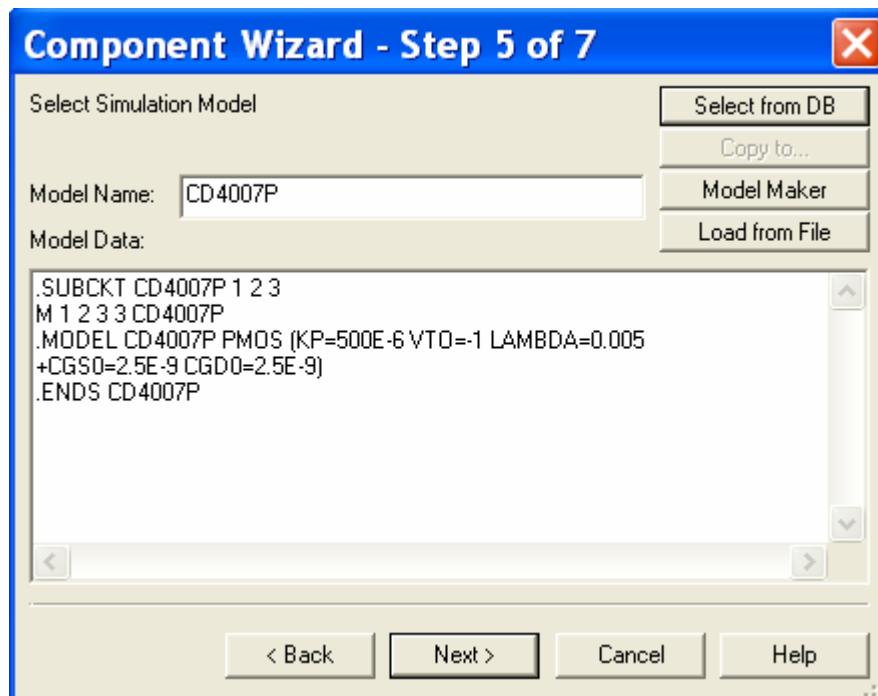 Component Wizard - Step 5 of 7
Select Simulation Model
Select from DB
Copy to...
Model Name:
CD4007P
Model Maker
Model Data:
Load from File
.SUBCKT CD4007P 1 2 3
M 1 2 3 3 CD4007P
.MODEL CD4007P PMOS (KP=500E-6 VTO=-1 LAMBDA=0.005
+CGSO=2.5E-9 CGDO=2.5E-9)
.ENDS CD4007P
< Back
Next >
Cancel
Help